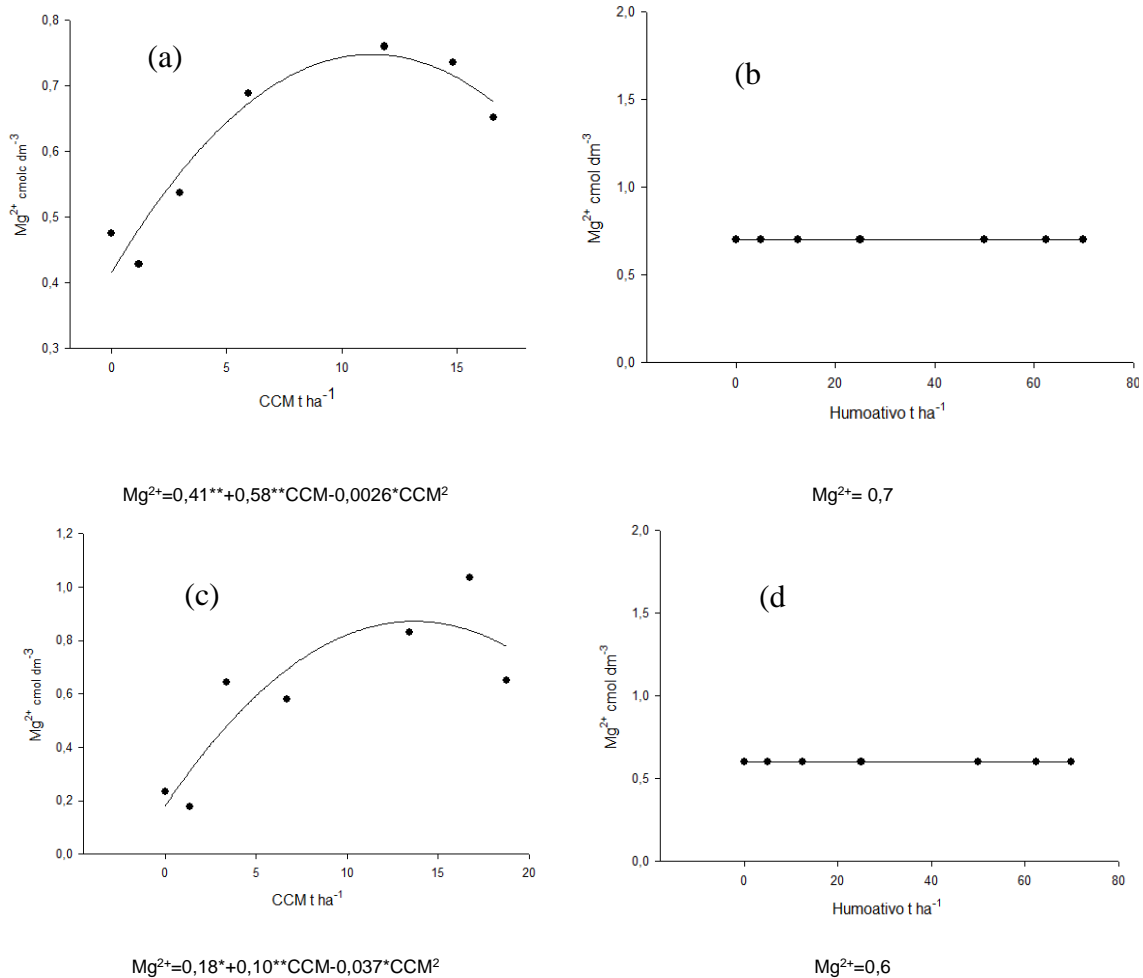 (a)
0,8
0,7
0,6
0,5
0,4
0,3
Mg²⁺ cmolc dm⁻³
0 5 10 15
CCM t ha⁻¹
(b)
2,0
1,5
1,0
0,5
0,0
Mg²⁺ cmol dm⁻³
0 20 40 60 80
Humoativo t ha⁻¹
Mg²⁺=0,41**+0,58**CCM-0,0026*CCM²
Mg²⁺= 0,7
(c)
1,2
1,0
0,8
0,6
0,4
0,2
0,0
Mg²⁺ cmol dm⁻³
0 5 10 15 20
CCM t ha⁻¹
(d
2,0
1,5
1,0
0,5
0,0
Mg²⁺ cmol dm⁻³
0 20 40 60 80
Humoativo t ha⁻¹
Mg²⁺=0,18*+0,10**CCM-0,037*CCM²
Mg²⁺=0,6